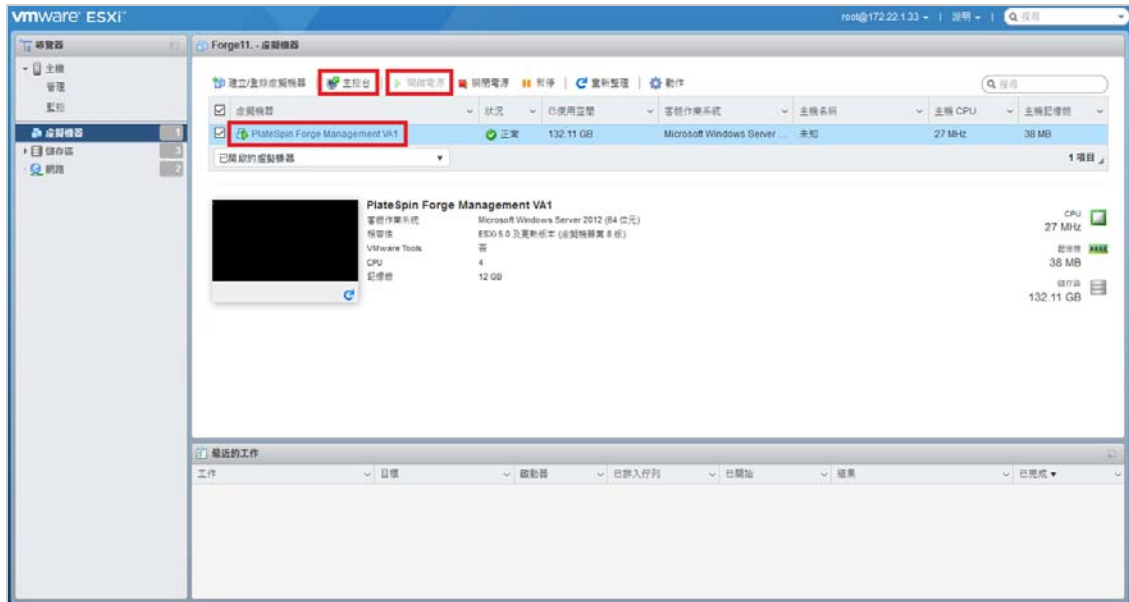 vmware ESXi™
root@172.22.1.33 | 說明 | 搜尋
導覽器
Forge11. - 虛擬機器
主機
管理
監控
虛擬機器 1
儲存區 3
網路 2
建立/登錄虛擬機器 | 主控台 | 開啟電源 關閉電源 暫停 | 重新整理 | 動作
搜尋
虛擬機器 狀況 已使用空間 客體作業系統 主機名稱 主機 CPU 主機記憶體
PlateSpin Forge Management VA1 正常 132.11 GB Microsoft Windows Server ... 未知 27 MHz 38 MB
已開啟的虛擬機器 1 項目
PlateSpin Forge Management VA1
客體作業系統 Microsoft Windows Server 2012 (64 位元)
相容性 ESXi 5.0 及更新版本 (虛擬機器第 8 版)
VMware Tools 否
CPU 4
記憶體 12 GB
CPU
27 MHz
記憶體
38 MB
儲存區
132.11 GB
最近的工作
工作 目標 啟動器 已排入佇列 已開始 結果 已完成